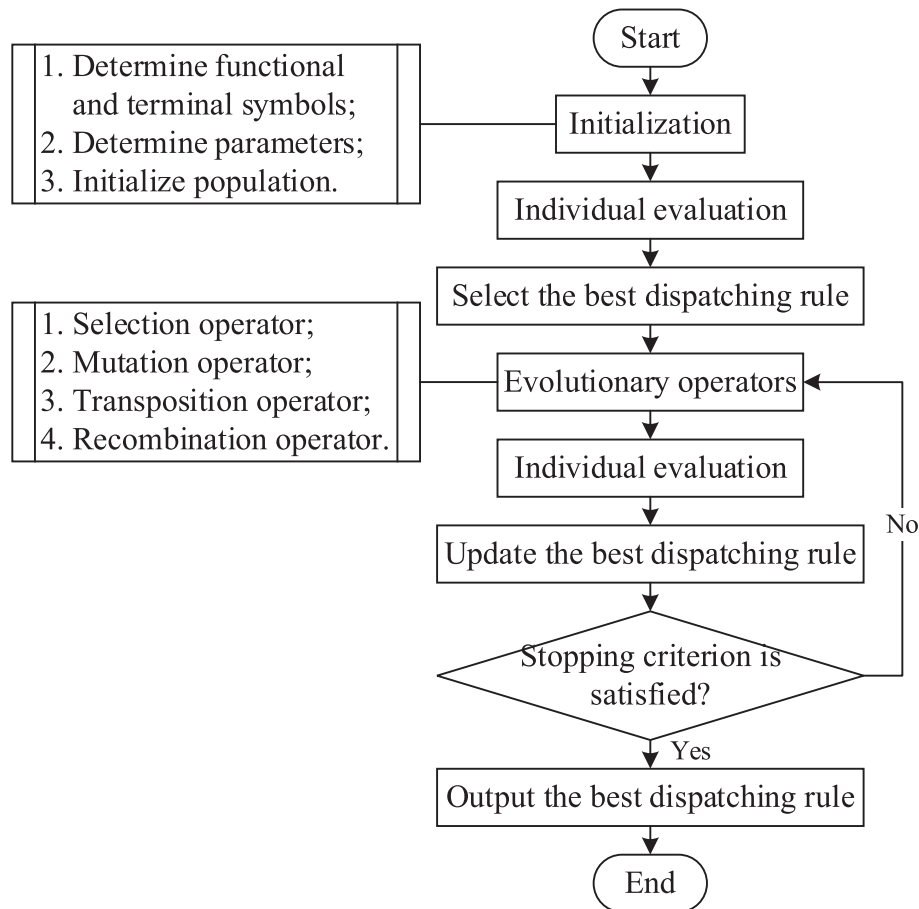 Start
1. Determine functional
and terminal symbols;
2. Determine parameters;
3. Initialize population.
Initialization
Individual evaluation
Select the best dispatching rule
1. Selection operator;
2. Mutation operator;
3. Transposition operator;
4. Recombination operator.
Evolutionary operators
Individual evaluation
No
Update the best dispatching rule
Stopping criterion is
satisfied?
Yes
Output the best dispatching rule
End